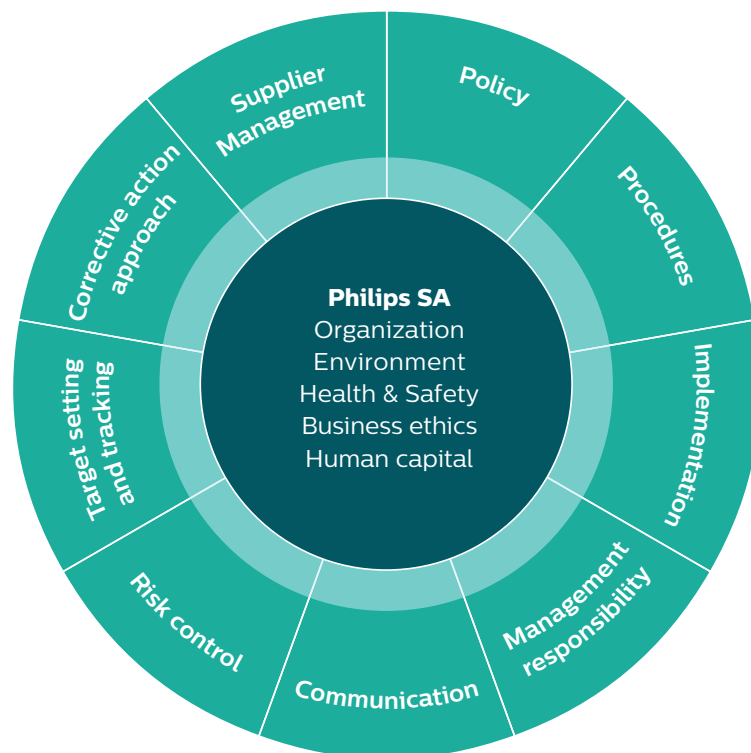 Supplier
Management
Policy
Procedures
Implementation
Management
responsibility
Communication
Risk control
Target setting
and tracking
Corrective action
approach
Philips SA
Organization
Environment
Health & Safety
Business ethics
Human capital